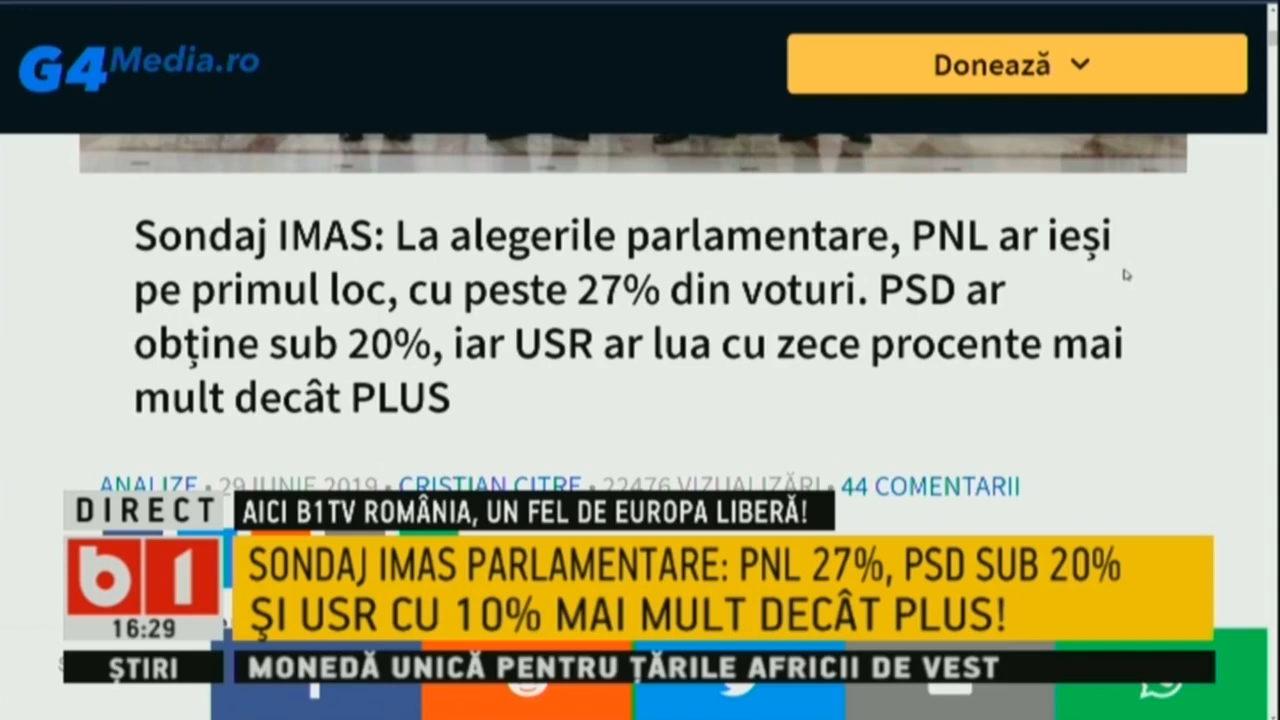 G4Media.ro
Donează
Sondaj IMAS: La alegerile parlamentare, PNL ar ieși
pe primul loc, cu peste 27% din voturi. PSD ar
obține sub 20%, iar USR ar lua cu zece procente mai
mult decât PLUS
ANALIZE • 29 IUNIE 2019 • CRISTIAN CITRE • 22476 VIZUALIZĂRI • 44 COMENTARII
DIRECT
AICI B1TV ROMÂNIA, UN FEL DE EUROPA LIBERĂ!
b1
SONDAJ IMAS PARLAMENTARE: PNL 27%, PSD SUB 20%
ŞI USR CU 10% MAI MULT DECÂT PLUS!
16:29
ŞTIRI
MONEDĂ UNICĂ PENTRU ŢĂRILE AFRICII DE VEST